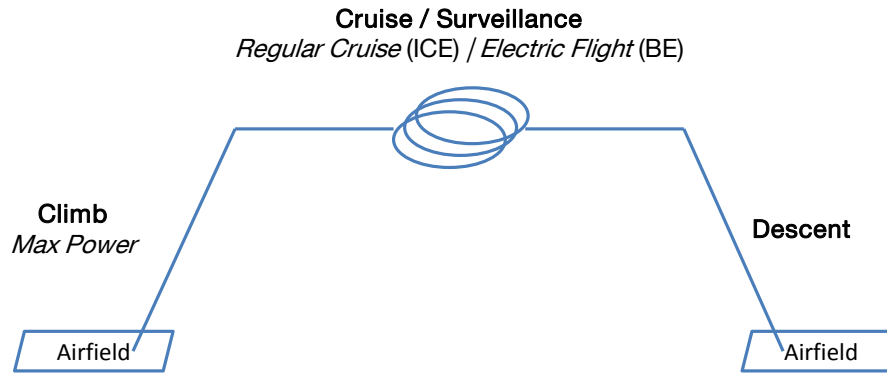 Cruise / Surveillance
Regular Cruise (ICE) / Electric Flight (BE)
Climb
Max Power
Descent
Airfield
Airfield